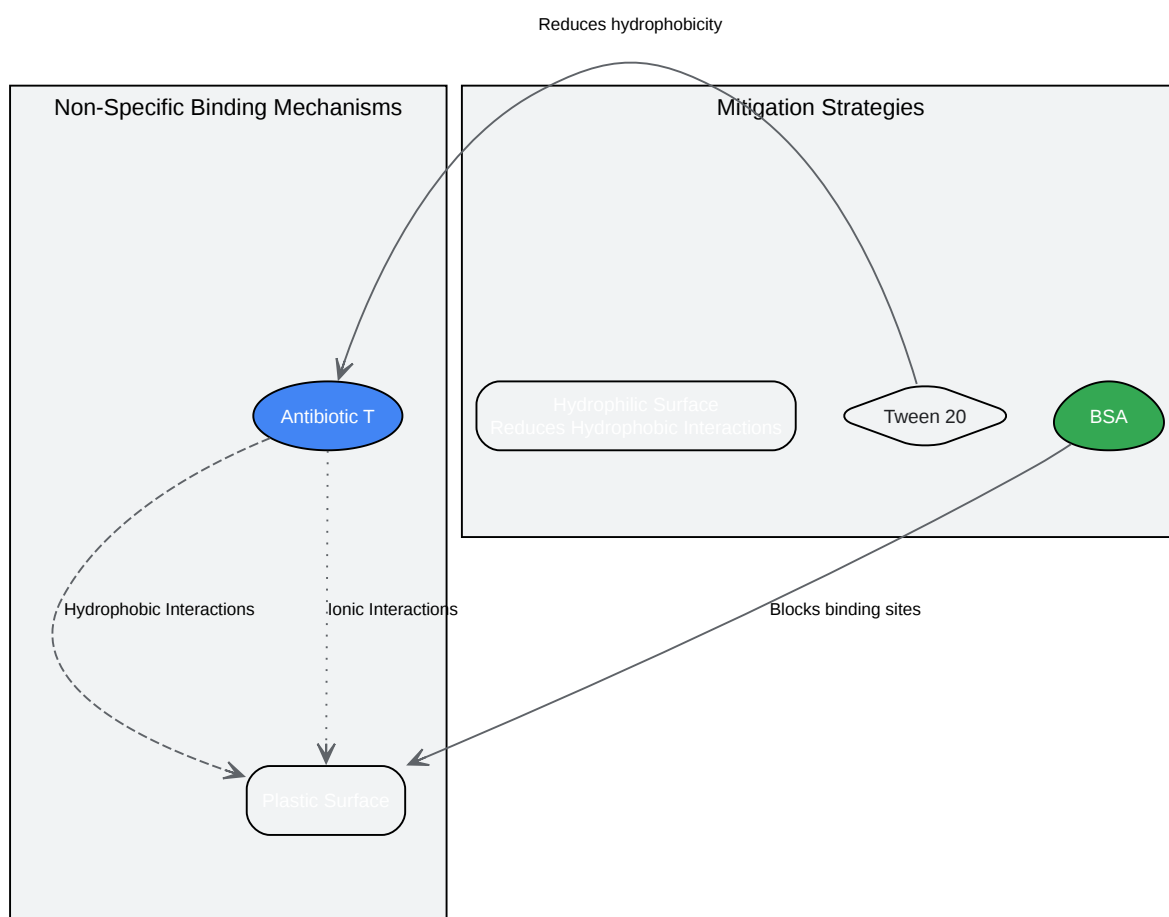 Reduces hydrophobicity
Non-Specific Binding Mechanisms
Mitigation Strategies
Antibiotic T
Hydrophilic Surface
Reduces Hydrophobic Interactions
Tween 20
BSA
Hydrophobic Interactions
Ionic Interactions
Blocks binding sites
Plastic Surface